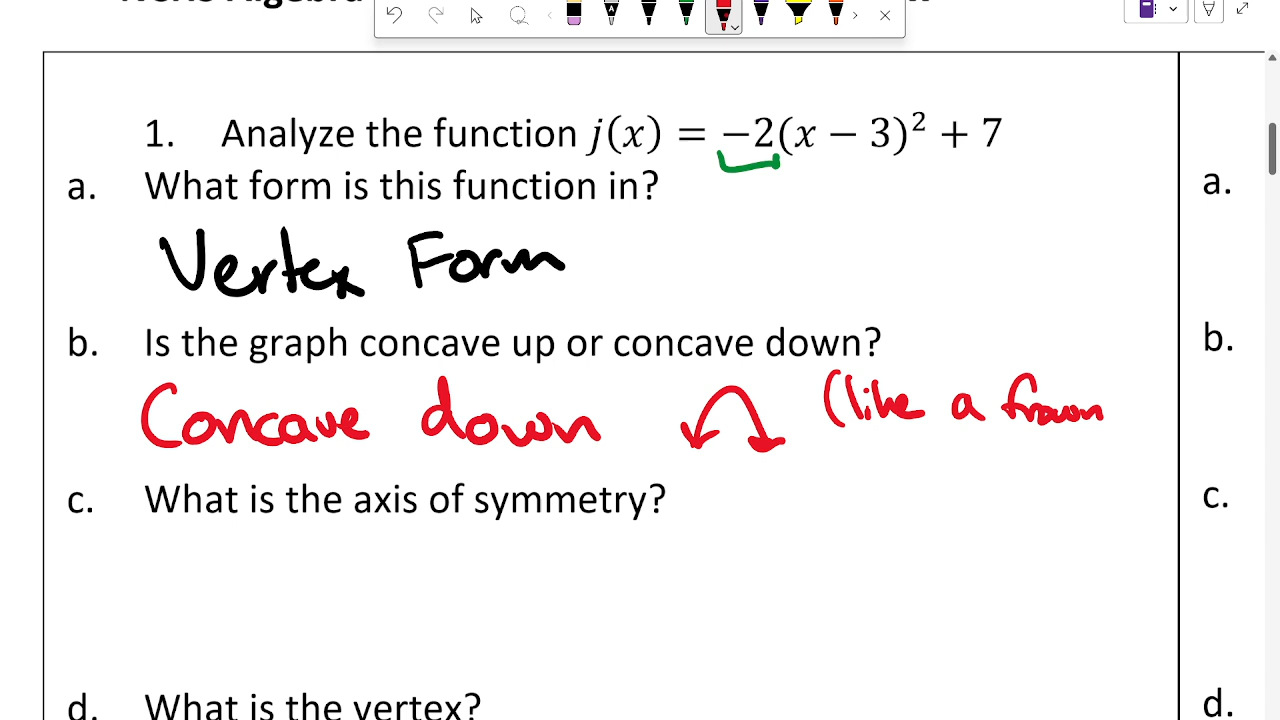 1. Analyze the function j(x) = −2(x − 3)² + 7
a. What form is this function in?
a.
Vertex Form
b. Is the graph concave up or concave down?
b.
Concave down (like a frown
c. What is the axis of symmetry?
c.
d. What is the vertex?
d.